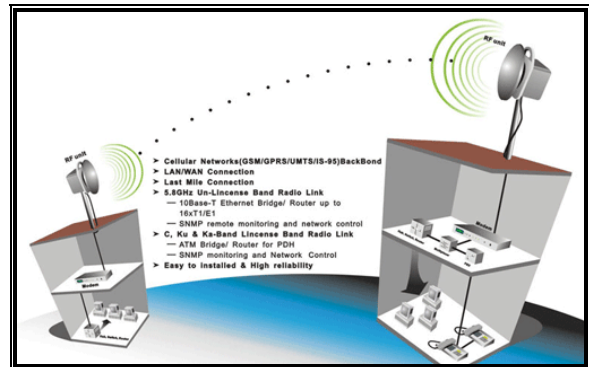 RF unit
RF unit
➢ Cellular Networks(GSM/GPRS/UMTS/IS-95)BackBond
➢ LAN/WAN Connection
➢ Last Mile Connection
➢ 5.8GHz Un-Lincense Band Radio Link
— 10Base-T Ethernet Bridge/ Router up to
16xT1/E1
— SNMP remote monitoring and network control
➢ C, Ku & Ka-Band Lincense Band Radio Link
— ATM Bridge/ Router for PDH
— SNMP monitoring and Network Control
➢ Easy to installed & High reliability
Modem
Modem